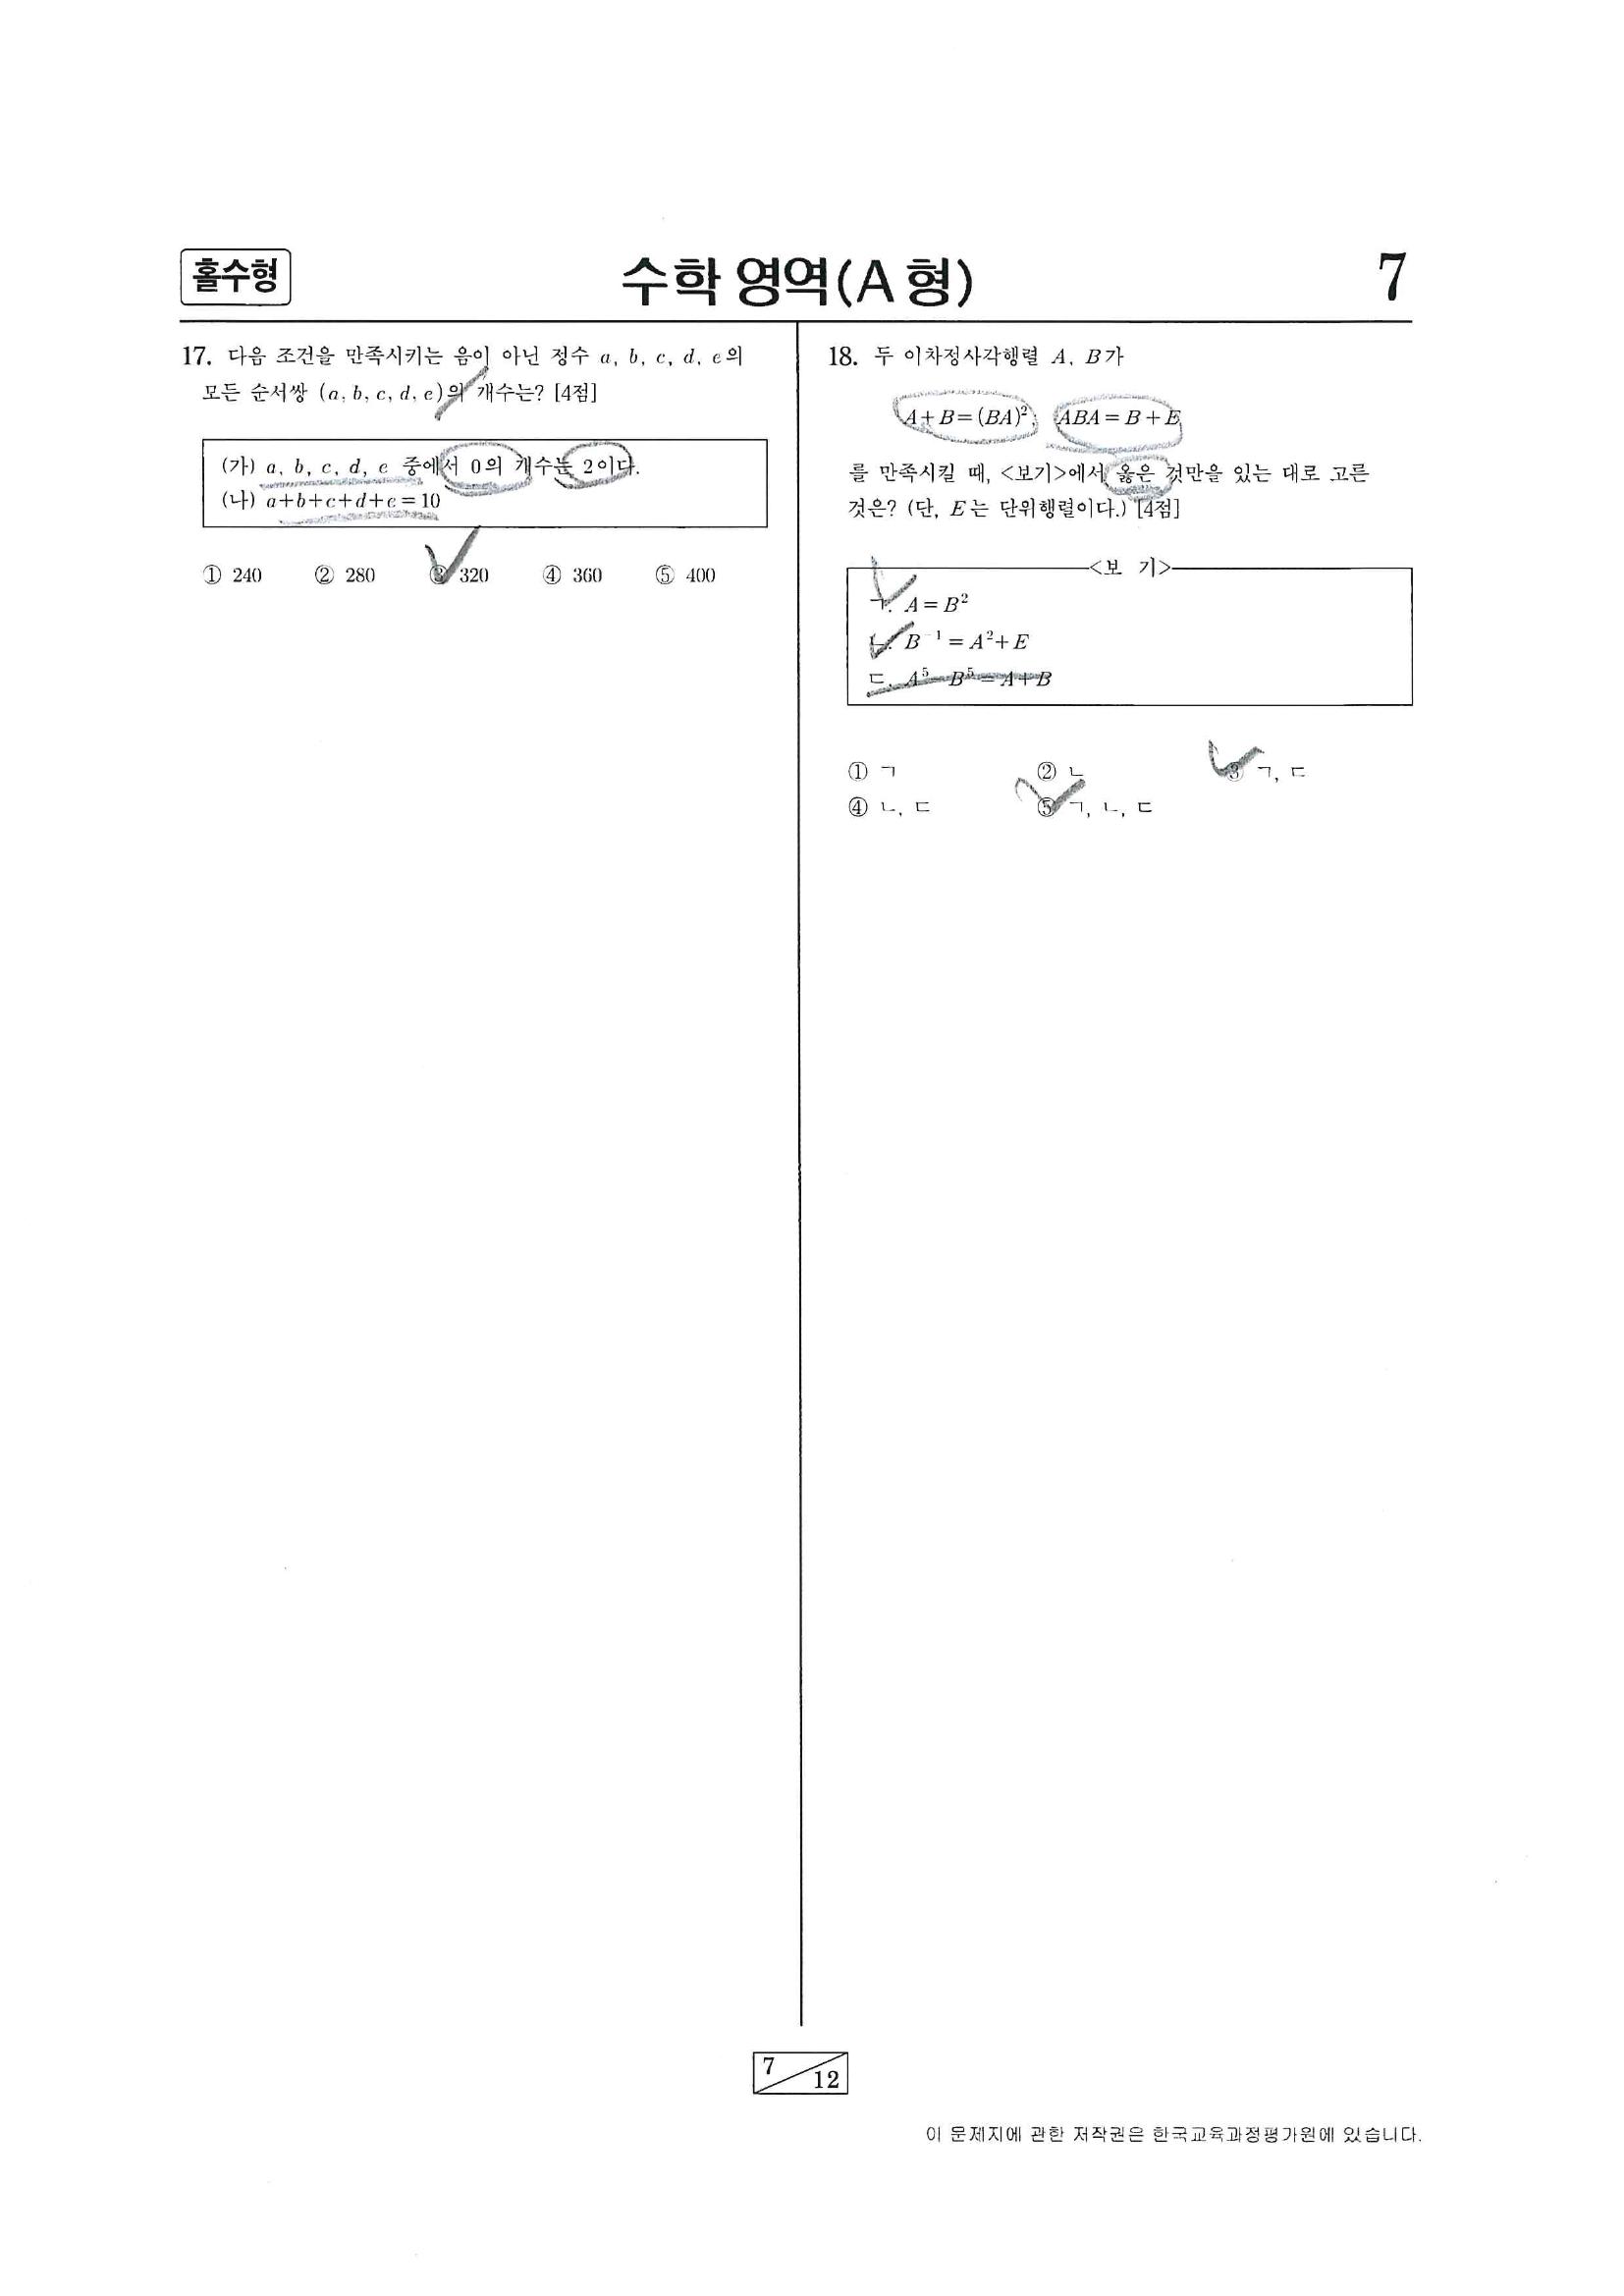 홀수형
수학 영역(A 형)
7
17. 다음 조건을 만족시키는 음이 아닌 정수 a, b, c, d, e의
모든 순서쌍 (a, b, c, d, e)의 개수는? [4점]
(가) a, b, c, d, e 중에서 0의 개수는 2이다.
(나) a+b+c+d+e=10
① 240 ② 280 ③ 320 ④ 360 ⑤ 400
18. 두 이차정사각행렬 A, B가
A+B=(BA)², ABA=B+E
를 만족시킬 때, <보기>에서 옳은 것만을 있는 대로 고른
것은? (단, E는 단위행렬이다.) [4점]
<보 기>
ㄱ. A=B²
ㄴ. B⁻¹=A²+E
ㄷ. A⁵-B⁵=A+B
① ㄱ ② ㄴ ③ ㄱ, ㄷ
④ ㄴ, ㄷ ⑤ ㄱ, ㄴ, ㄷ
7
12
이 문제지에 관한 저작권은 한국교육과정평가원에 있습니다.